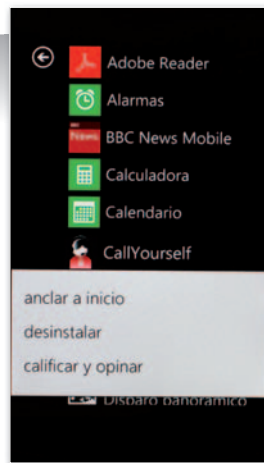 Adobe Reader
Alarmas
News
BBC News Mobile
Calculadora
Calendario
CallYourself
anclar a inicio
desinstalar
calificar y opinar
Disparo panorámico